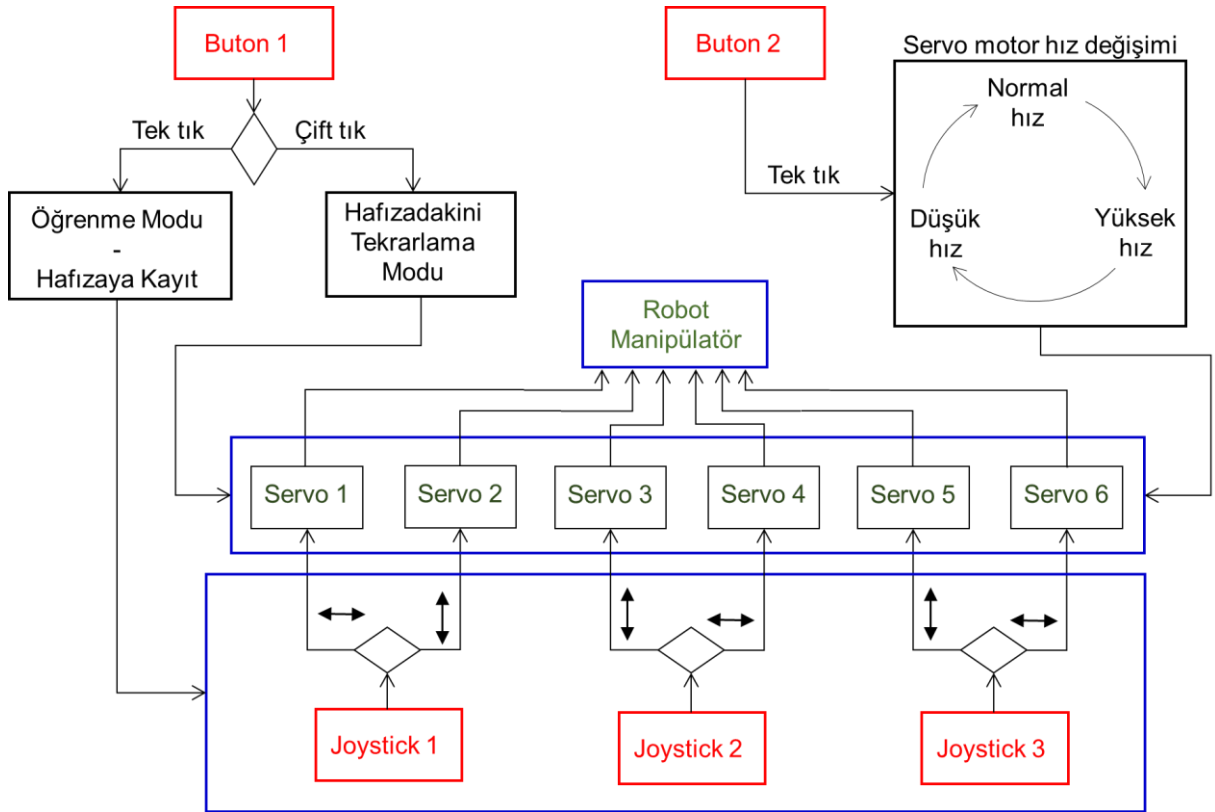 Buton 1
Buton 2
Servo motor hız değişimi
Normal
hız
Tek tık
Çift tık
Tek tık
Öğrenme Modu
-
Hafızaya Kayıt
Hafızadakini
Tekrarlama
Modu
Düşük
hız
Yüksek
hız
Robot
Manipülatör
Servo 1
Servo 2
Servo 3
Servo 4
Servo 5
Servo 6
Joystick 1
Joystick 2
Joystick 3